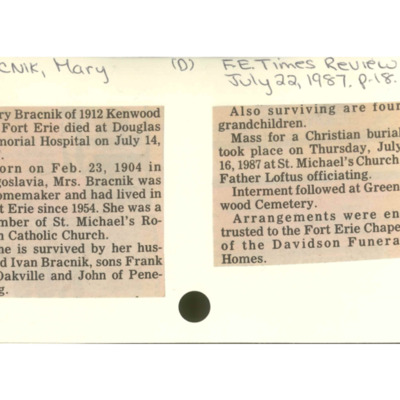 CNIK, Mary (D) F.E. Times Review
July 22, 1987. p.18.
ry Bracnik of 1912 Kenwood
Fort Erie died at Douglas
morial Hospital on July 14,
.
orn on Feb. 23, 1904 in
goslavia, Mrs. Bracnik was
omemaker and had lived in
t Erie since 1954. She was a
mber of St. Michael's Ro-
n Catholic Church.
he is survived by her hus-
d Ivan Bracnik, sons Frank
Oakville and John of Pene-
g.
Also surviving are four
grandchildren.
Mass for a Christian burial
took place on Thursday, July
16, 1987 at St. Michael's Church,
Father Loftus officiating.
Interment followed at Green-
wood Cemetery.
Arrangements were en-
trusted to the Fort Erie Chapel
of the Davidson Funeral
Homes.